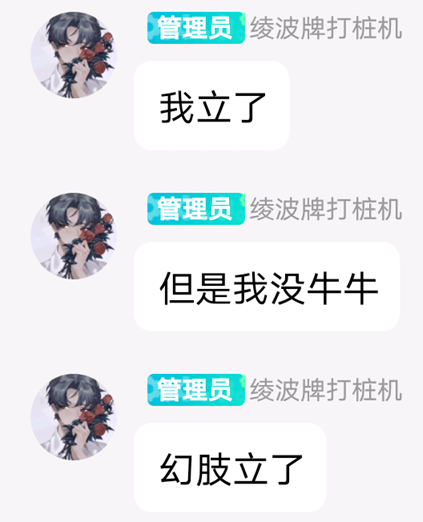 管理员 绫波牌打桩机
我立了
管理员 绫波牌打桩机
但是我没牛牛
管理员 绫波牌打桩机
幻肢立了